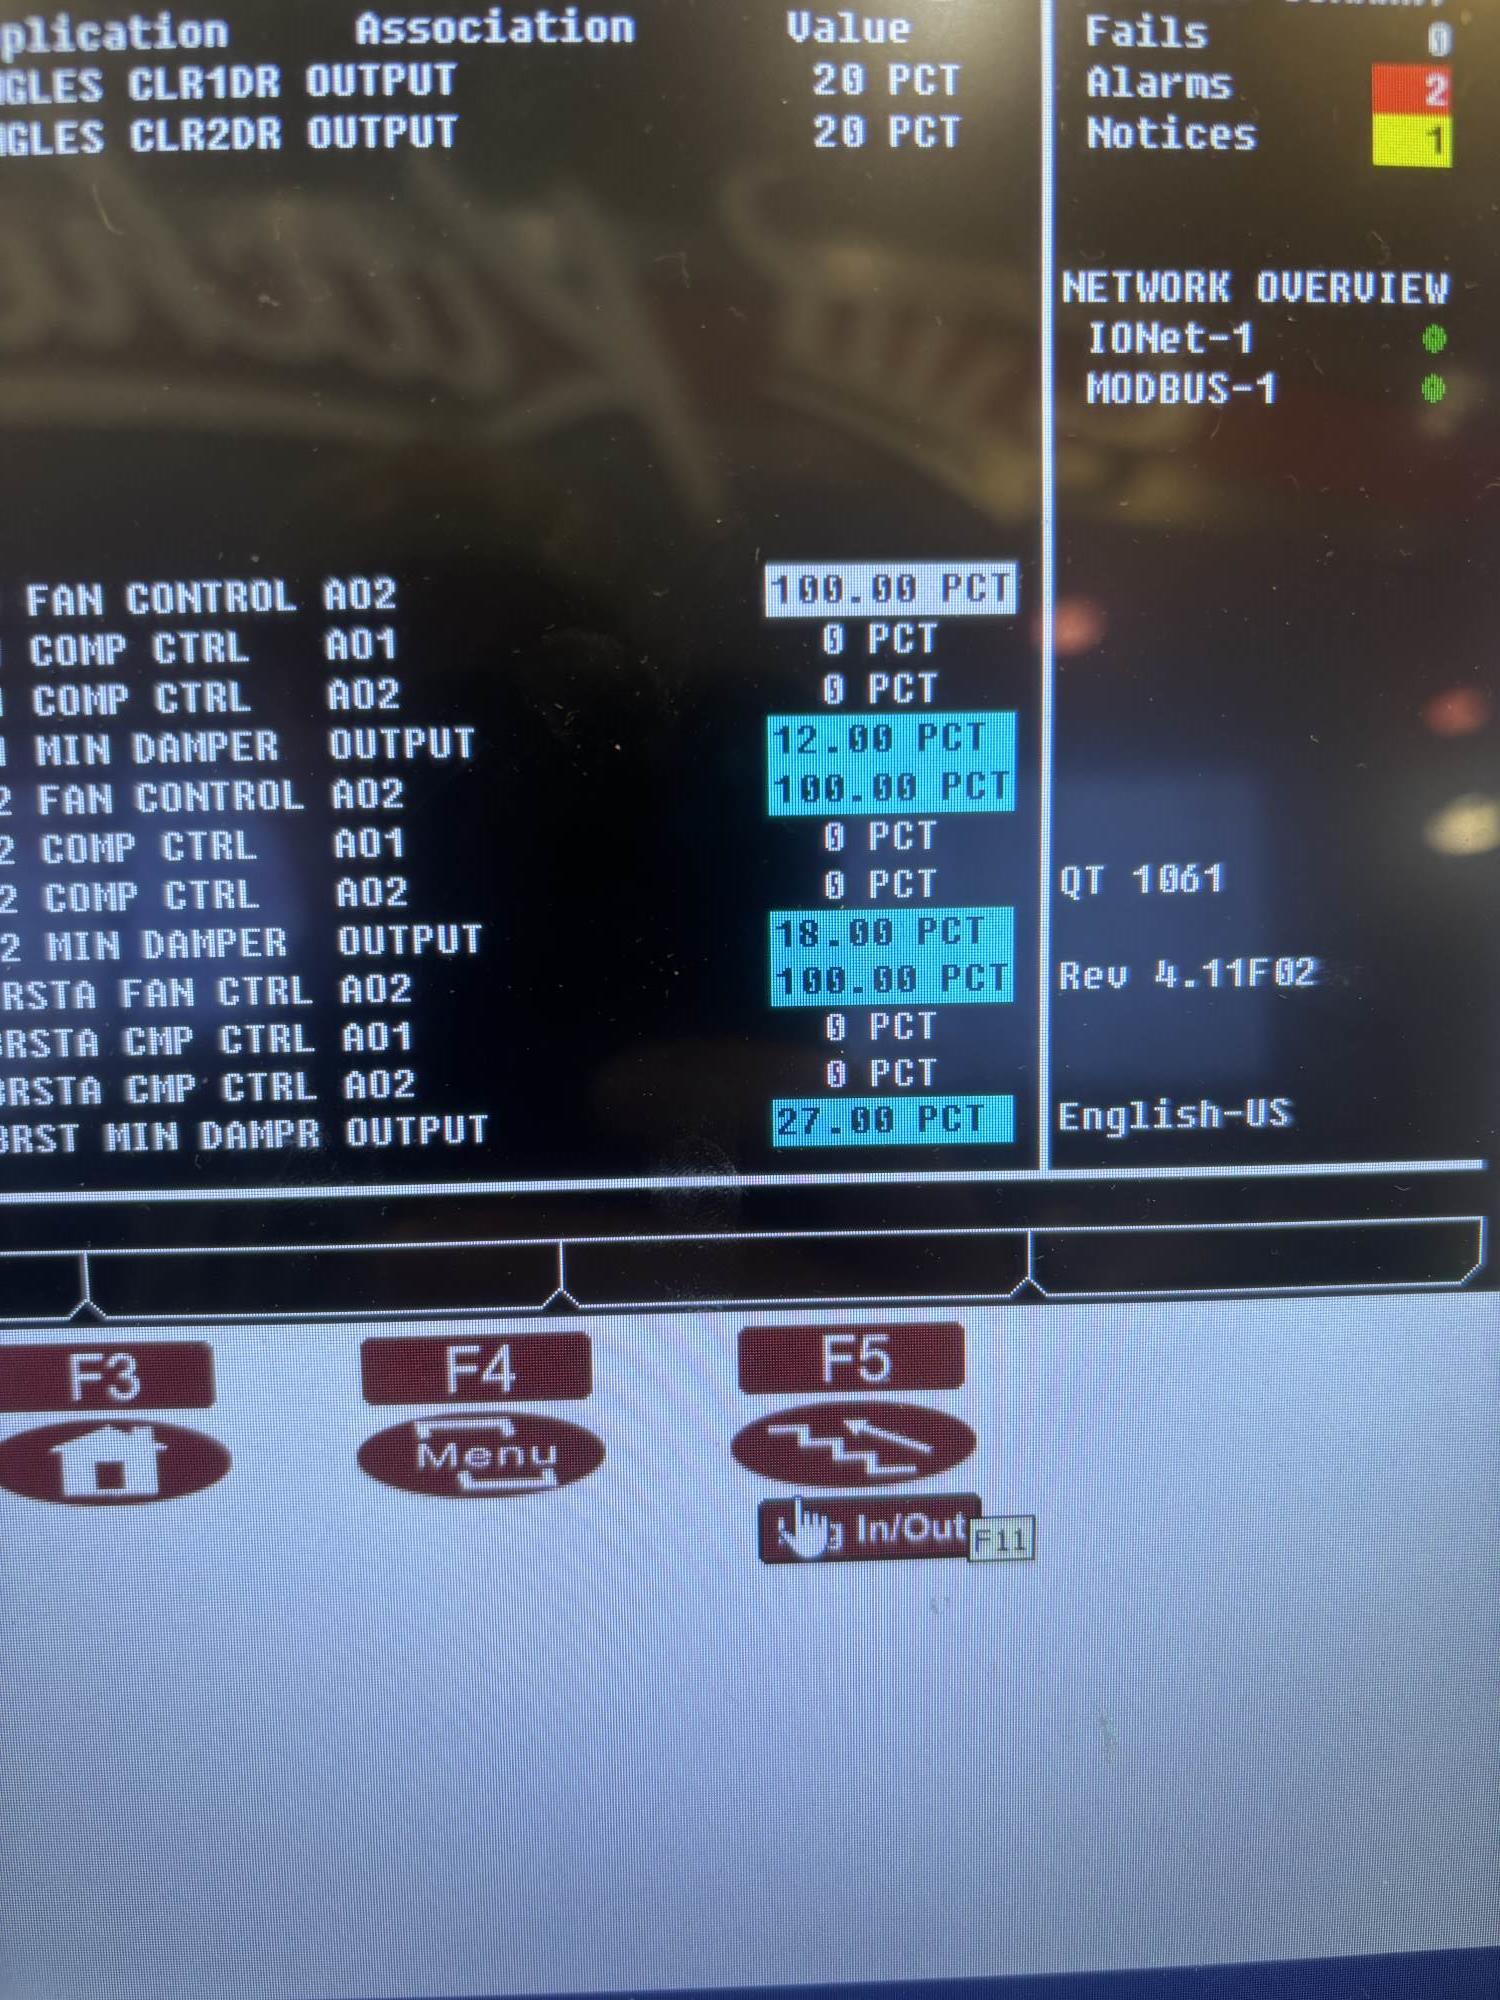 plication Association Value
GLES CLR1DR OUTPUT 20 PCT
GLES CLR2DR OUTPUT 20 PCT
FAN CONTROL AO2 100.00 PCT
COMP CTRL AO1 0 PCT
COMP CTRL AO2 0 PCT
MIN DAMPER OUTPUT 12.00 PCT
2 FAN CONTROL AO2 100.00 PCT
2 COMP CTRL AO1 0 PCT
2 COMP CTRL AO2 0 PCT
2 MIN DAMPER OUTPUT 18.00 PCT
RSTA FAN CTRL AO2 100.00 PCT
RSTA CMP CTRL AO1 0 PCT
BRSTA CMP CTRL AO2 0 PCT
BRST MIN DAMPR OUTPUT 27.00 PCT
Fails 0
Alarms 2
Notices 1
NETWORK OVERVIEW
IONet-1
MODBUS-1
QT 1061
Rev 4.11F02
English-US
F3 F4 F5
Menu
In/Out
F11